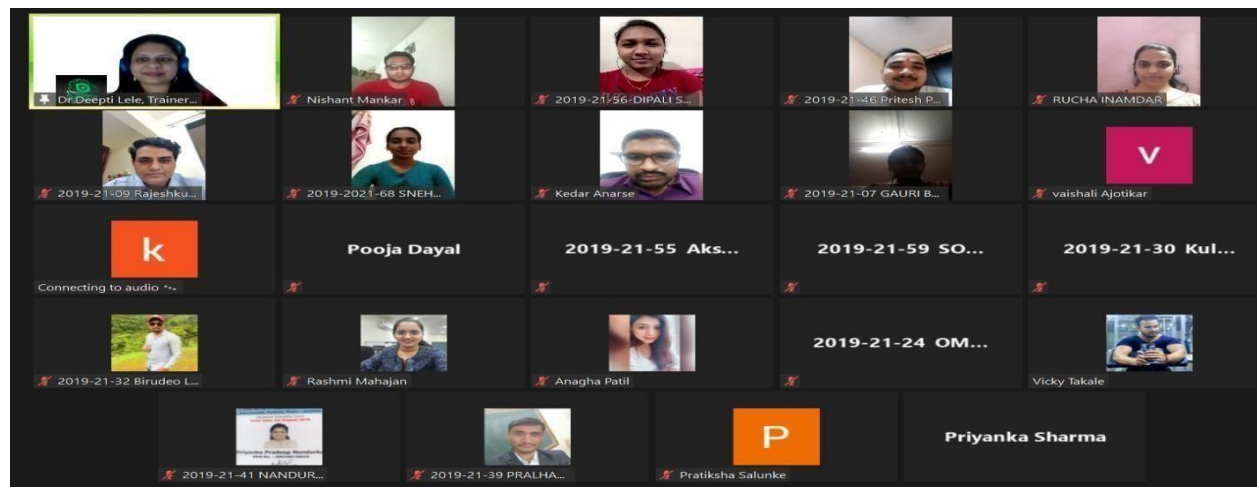 Dr.Deepti Lele, Trainer...
Nishant Mankar
2019-21-56-DIPALI S...
2019-21-46 Pritesh P...
RUCHA INAMDAR
2019-21-09 Rajeshku...
2019-2021-68 SNEH...
Kedar Anarse
2019-21-07 GAURI B...
V
vaishali Ajotikar
k
Connecting to audio
Pooja Dayal
2019-21-55 Aks...
2019-21-59 SO...
2019-21-30 Kul...
2019-21-32 Birudeo L...
Rashmi Mahajan
Anagha Patil
2019-21-24 OM...
Vicky Takale
Priyanka Pradeep Nandurka
2019-21-41 NANDUR...
2019-21-39 PRALHA...
P
Pratiksha Salunke
Priyanka Sharma